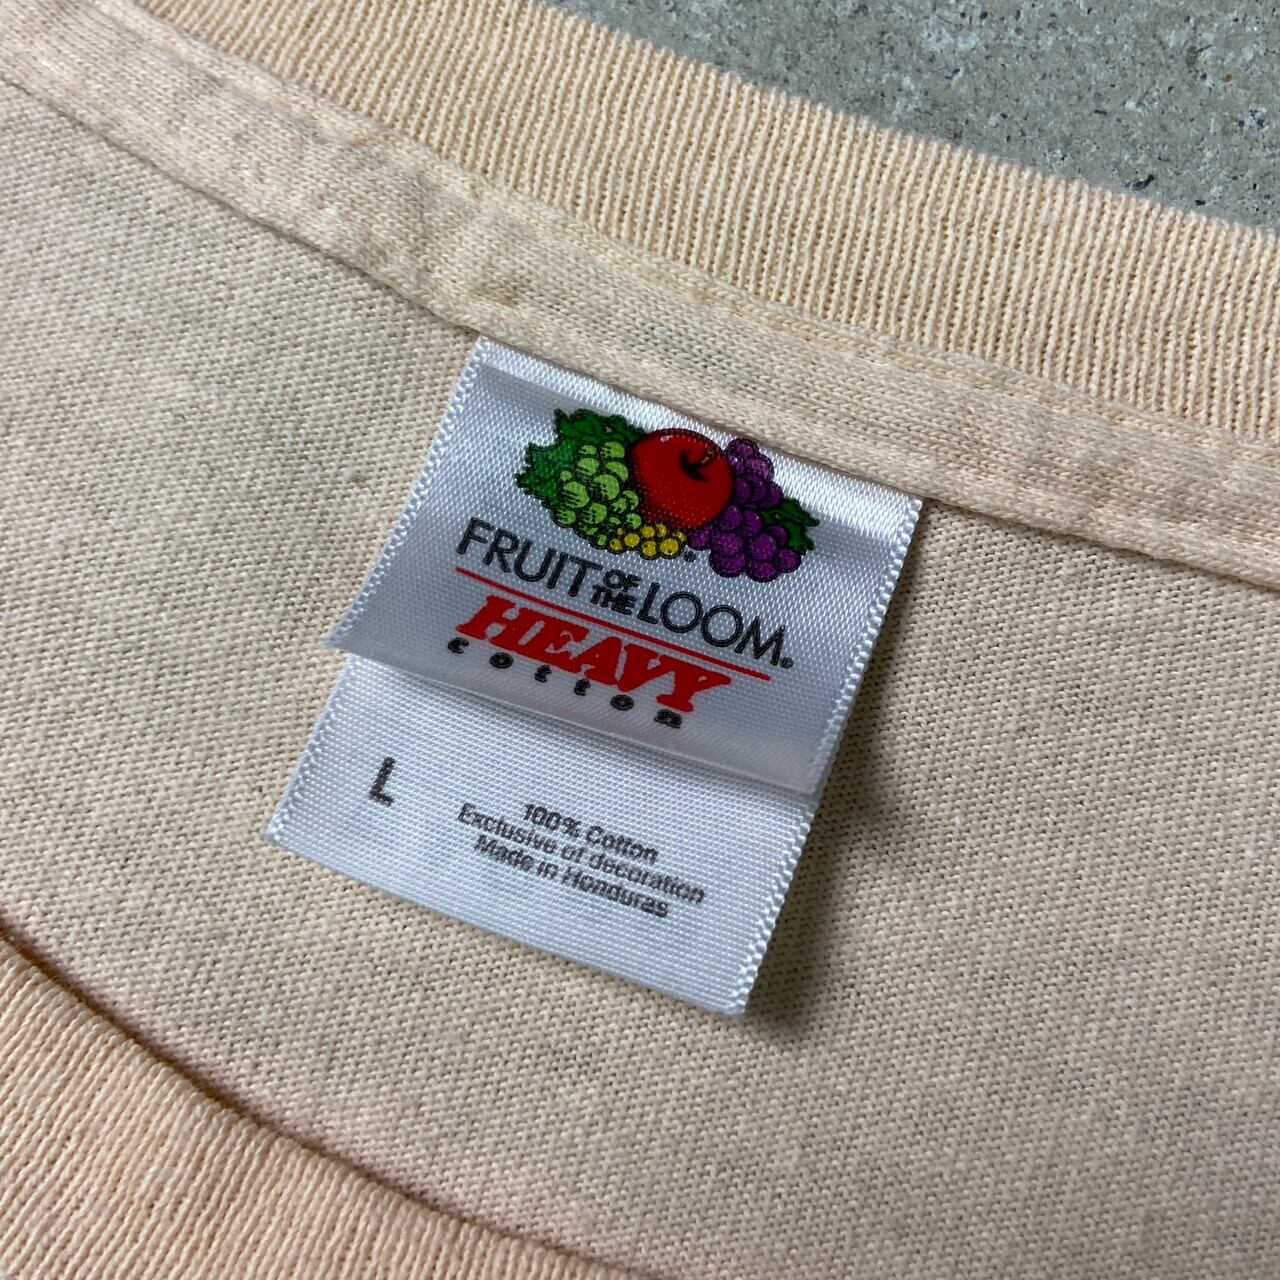 FRUIT OF THE LOOM®
HEAVY
cotton
L
100% Cotton
Exclusive of decoration
Made in Honduras